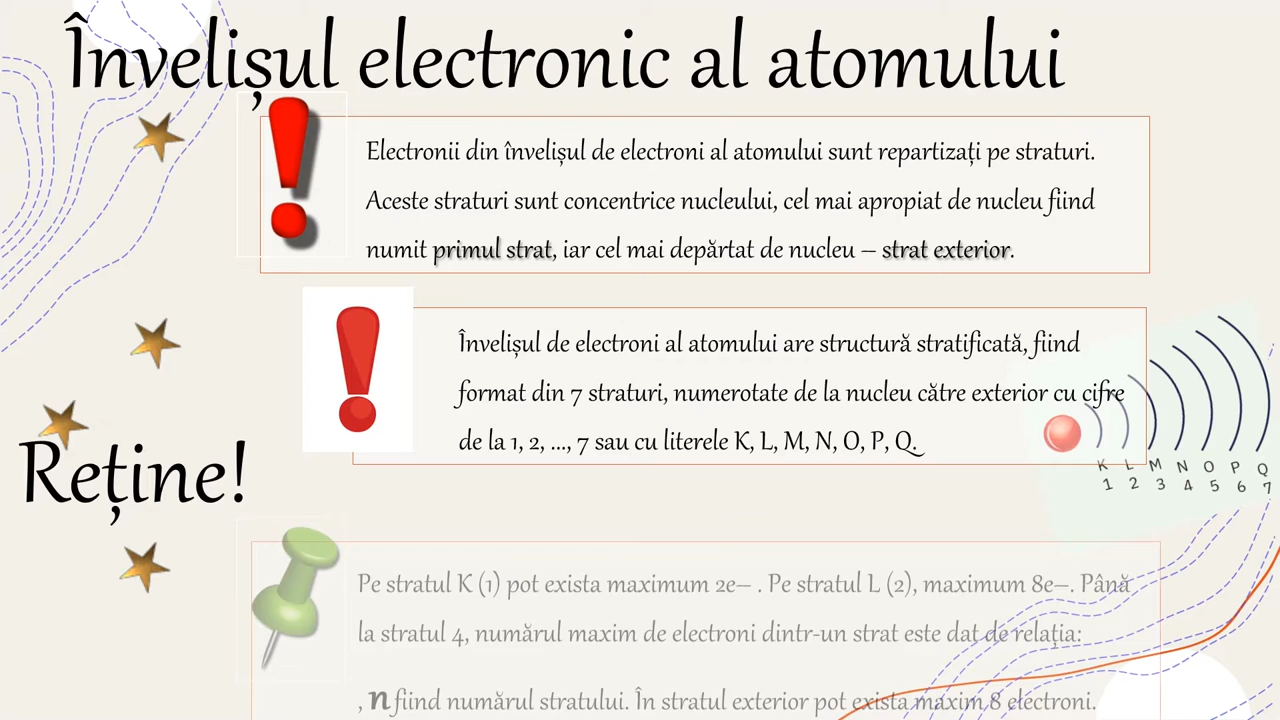 Învelișul electronic al atomului
Electronii din învelișul de electroni al atomului sunt repartizați pe straturi.
Aceste straturi sunt concentrice nucleului, cel mai apropiat de nucleu fiind
numit primul strat, iar cel mai depărtat de nucleu – strat exterior.
Învelișul de electroni al atomului are structură stratificată, fiind
format din 7 straturi, numerotate de la nucleu către exterior cu cifre
de la 1, 2, ..., 7 sau cu literele K, L, M, N, O, P, Q.
K L M N O P Q
1 2 3 4 5 6 7
Reține!
Pe stratul K (1) pot exista maximum 2e– . Pe stratul L (2), maximum 8e–. Până
la stratul 4, numărul maxim de electroni dintr-un strat este dat de relația:
, n fiind numărul stratului. În stratul exterior pot exista maxim 8 electroni.